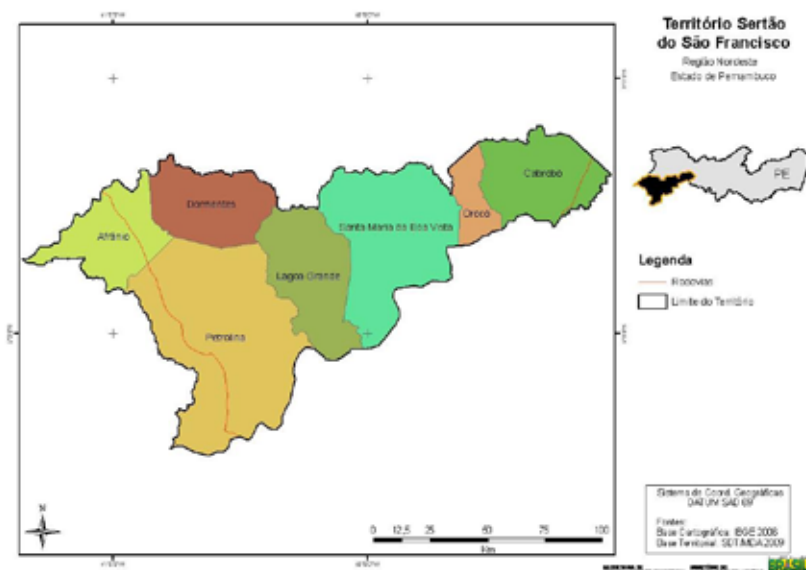 Território Sertão
do São Francisco
Região Nordeste
Estado de Pernambuco
PE
Cabrobó
Dormentes
Orocó
Santa Maria da Boa Vista
Afrânio
Lagoa Grande
Petrolina
Legenda
Rodovias
Limite do Território
N
0 12,5 25 50 75 100
Km
Sistema de Coord. Geográficas
DATUM SAD 69
Fontes:
Base Cartográfica: IBGE 2006
Base Territorial: SDT/MDA 2009